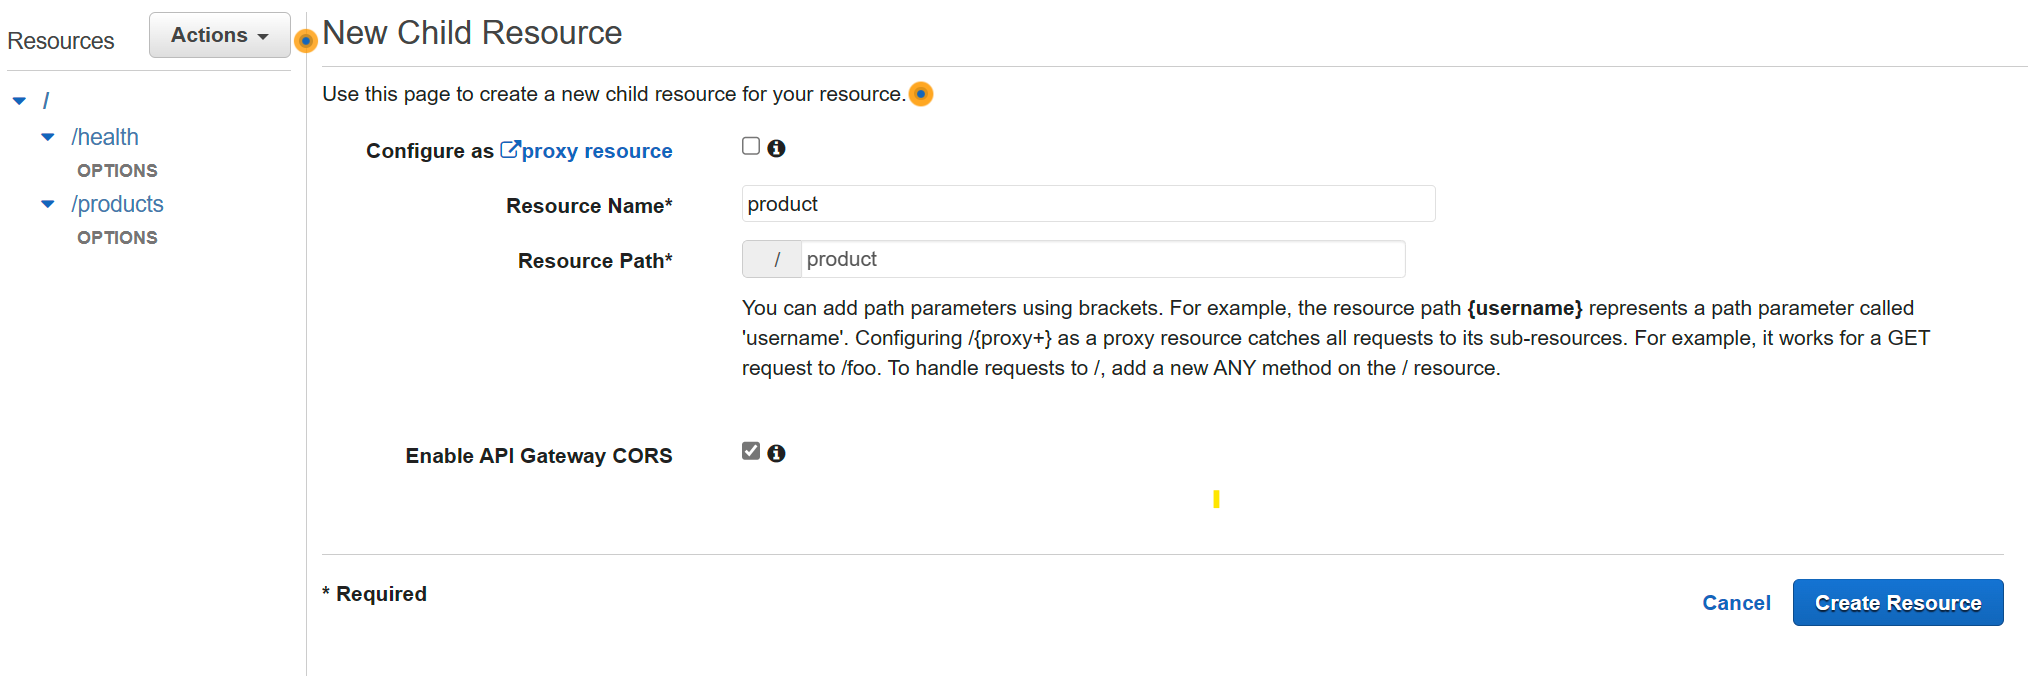 Resources
Actions
/
/health
OPTIONS
/products
OPTIONS
New Child Resource
Use this page to create a new child resource for your resource.
Configure as proxy resource
Resource Name* product
Resource Path* / product
You can add path parameters using brackets. For example, the resource path {username} represents a path parameter called
'username'. Configuring /{proxy+} as a proxy resource catches all requests to its sub-resources. For example, it works for a GET
request to /foo. To handle requests to /, add a new ANY method on the / resource.
Enable API Gateway CORS
* Required
Cancel
Create Resource